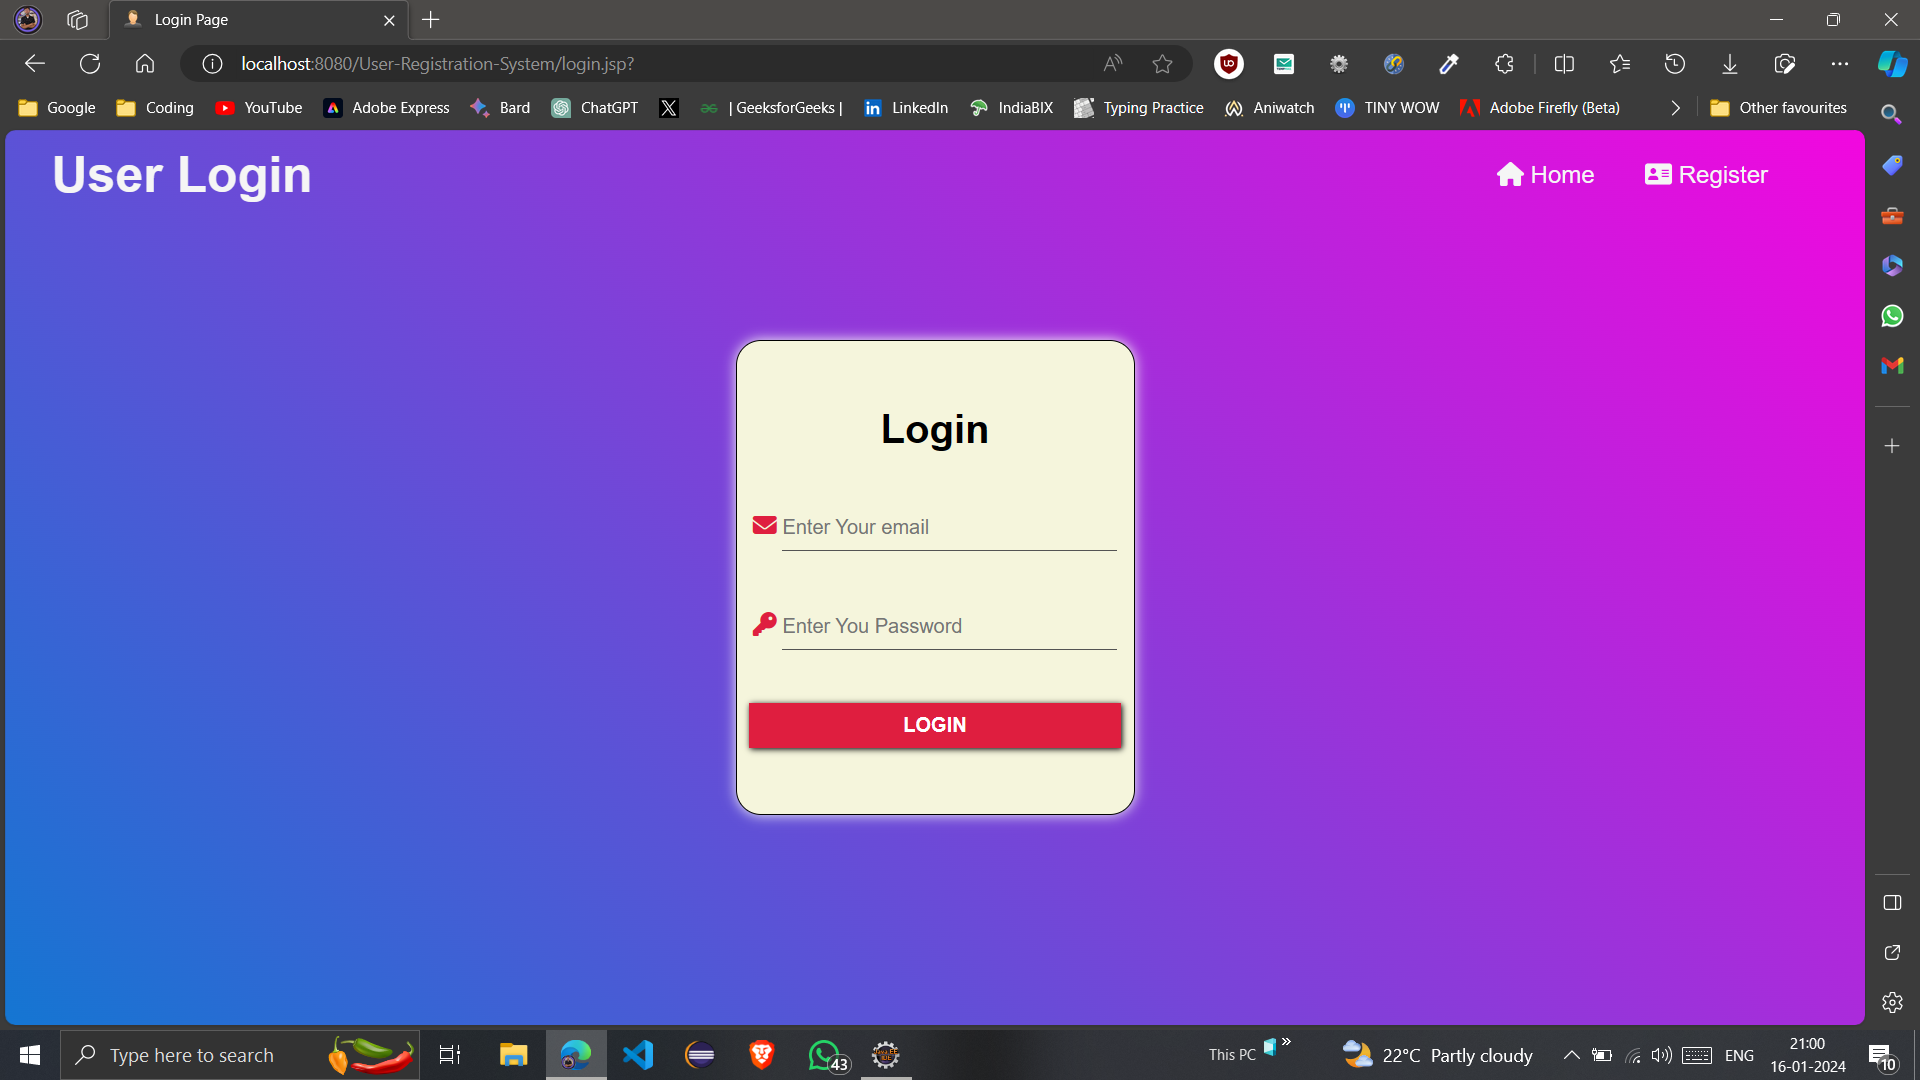 Login Page
localhost:8080/User-Registration-System/login.jsp?
Google Coding YouTube Adobe Express Bard ChatGPT | GeeksforGeeks | LinkedIn IndiaBIX Typing Practice Aniwatch TINY WOW Adobe Firefly (Beta) Other favourites
User Login
Home Register
Login
Enter Your email
Enter You Password
LOGIN
Type here to search
43
This PC
22°C Partly cloudy
ENG
21:00
16-01-2024
10